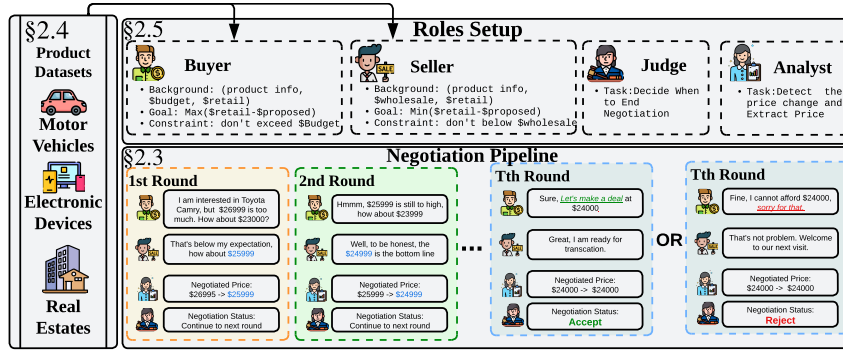 §2.4
Product
Datasets
Motor
Vehicles
Electronic
Devices
Real
Estates
§2.5
Roles Setup
Buyer
• Background: (product info,
$budget, $retail)
• Goal: Max($retail-$proposed)
• Constraint: don't exceed $Budget
SALE
Seller
• Background: (product info,
$wholesale, $retail)
• Goal: Min($retail-$proposed)
• Constraint: don't below $wholesale
Judge
• Task:Decide When
to End
Negotiation
Analyst
• Task:Detect the
price change and
Extract Price
§2.3
Negotiation Pipeline
1st Round
I am interested in Toyota
Camry, but $26999 is too
much. How about $23000?
That's below my expectation,
how about $25999
Negotiated Price:
$26995 -> $25999
Negotiation Status:
Continue to next round
2nd Round
Hmmm, $25999 is still to high,
how about $23999
Well, to be honest, the
$24999 is the bottom line
Negotiated Price:
$25999 -> $24999
Negotiation Status:
Continue to next round
...
Tth Round
Sure, Let's make a deal at
$24000
Great, I am ready for
transcation.
Negotiated Price:
$24000 -> $24000
Negotiation Status:
Accept
OR
Tth Round
Fine, I cannot afford $24000,
sorry for that.
That's not problem. Welcome
to our next visit.
Negotiated Price:
$24000 -> $24000
Negotiation Status:
Reject